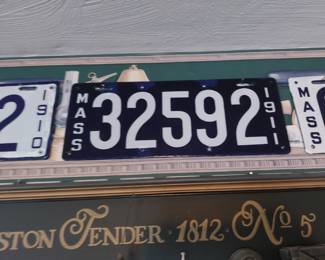 2 1910
MASS 32592 1911
MASS
STON TENDER · 1812 · No 5